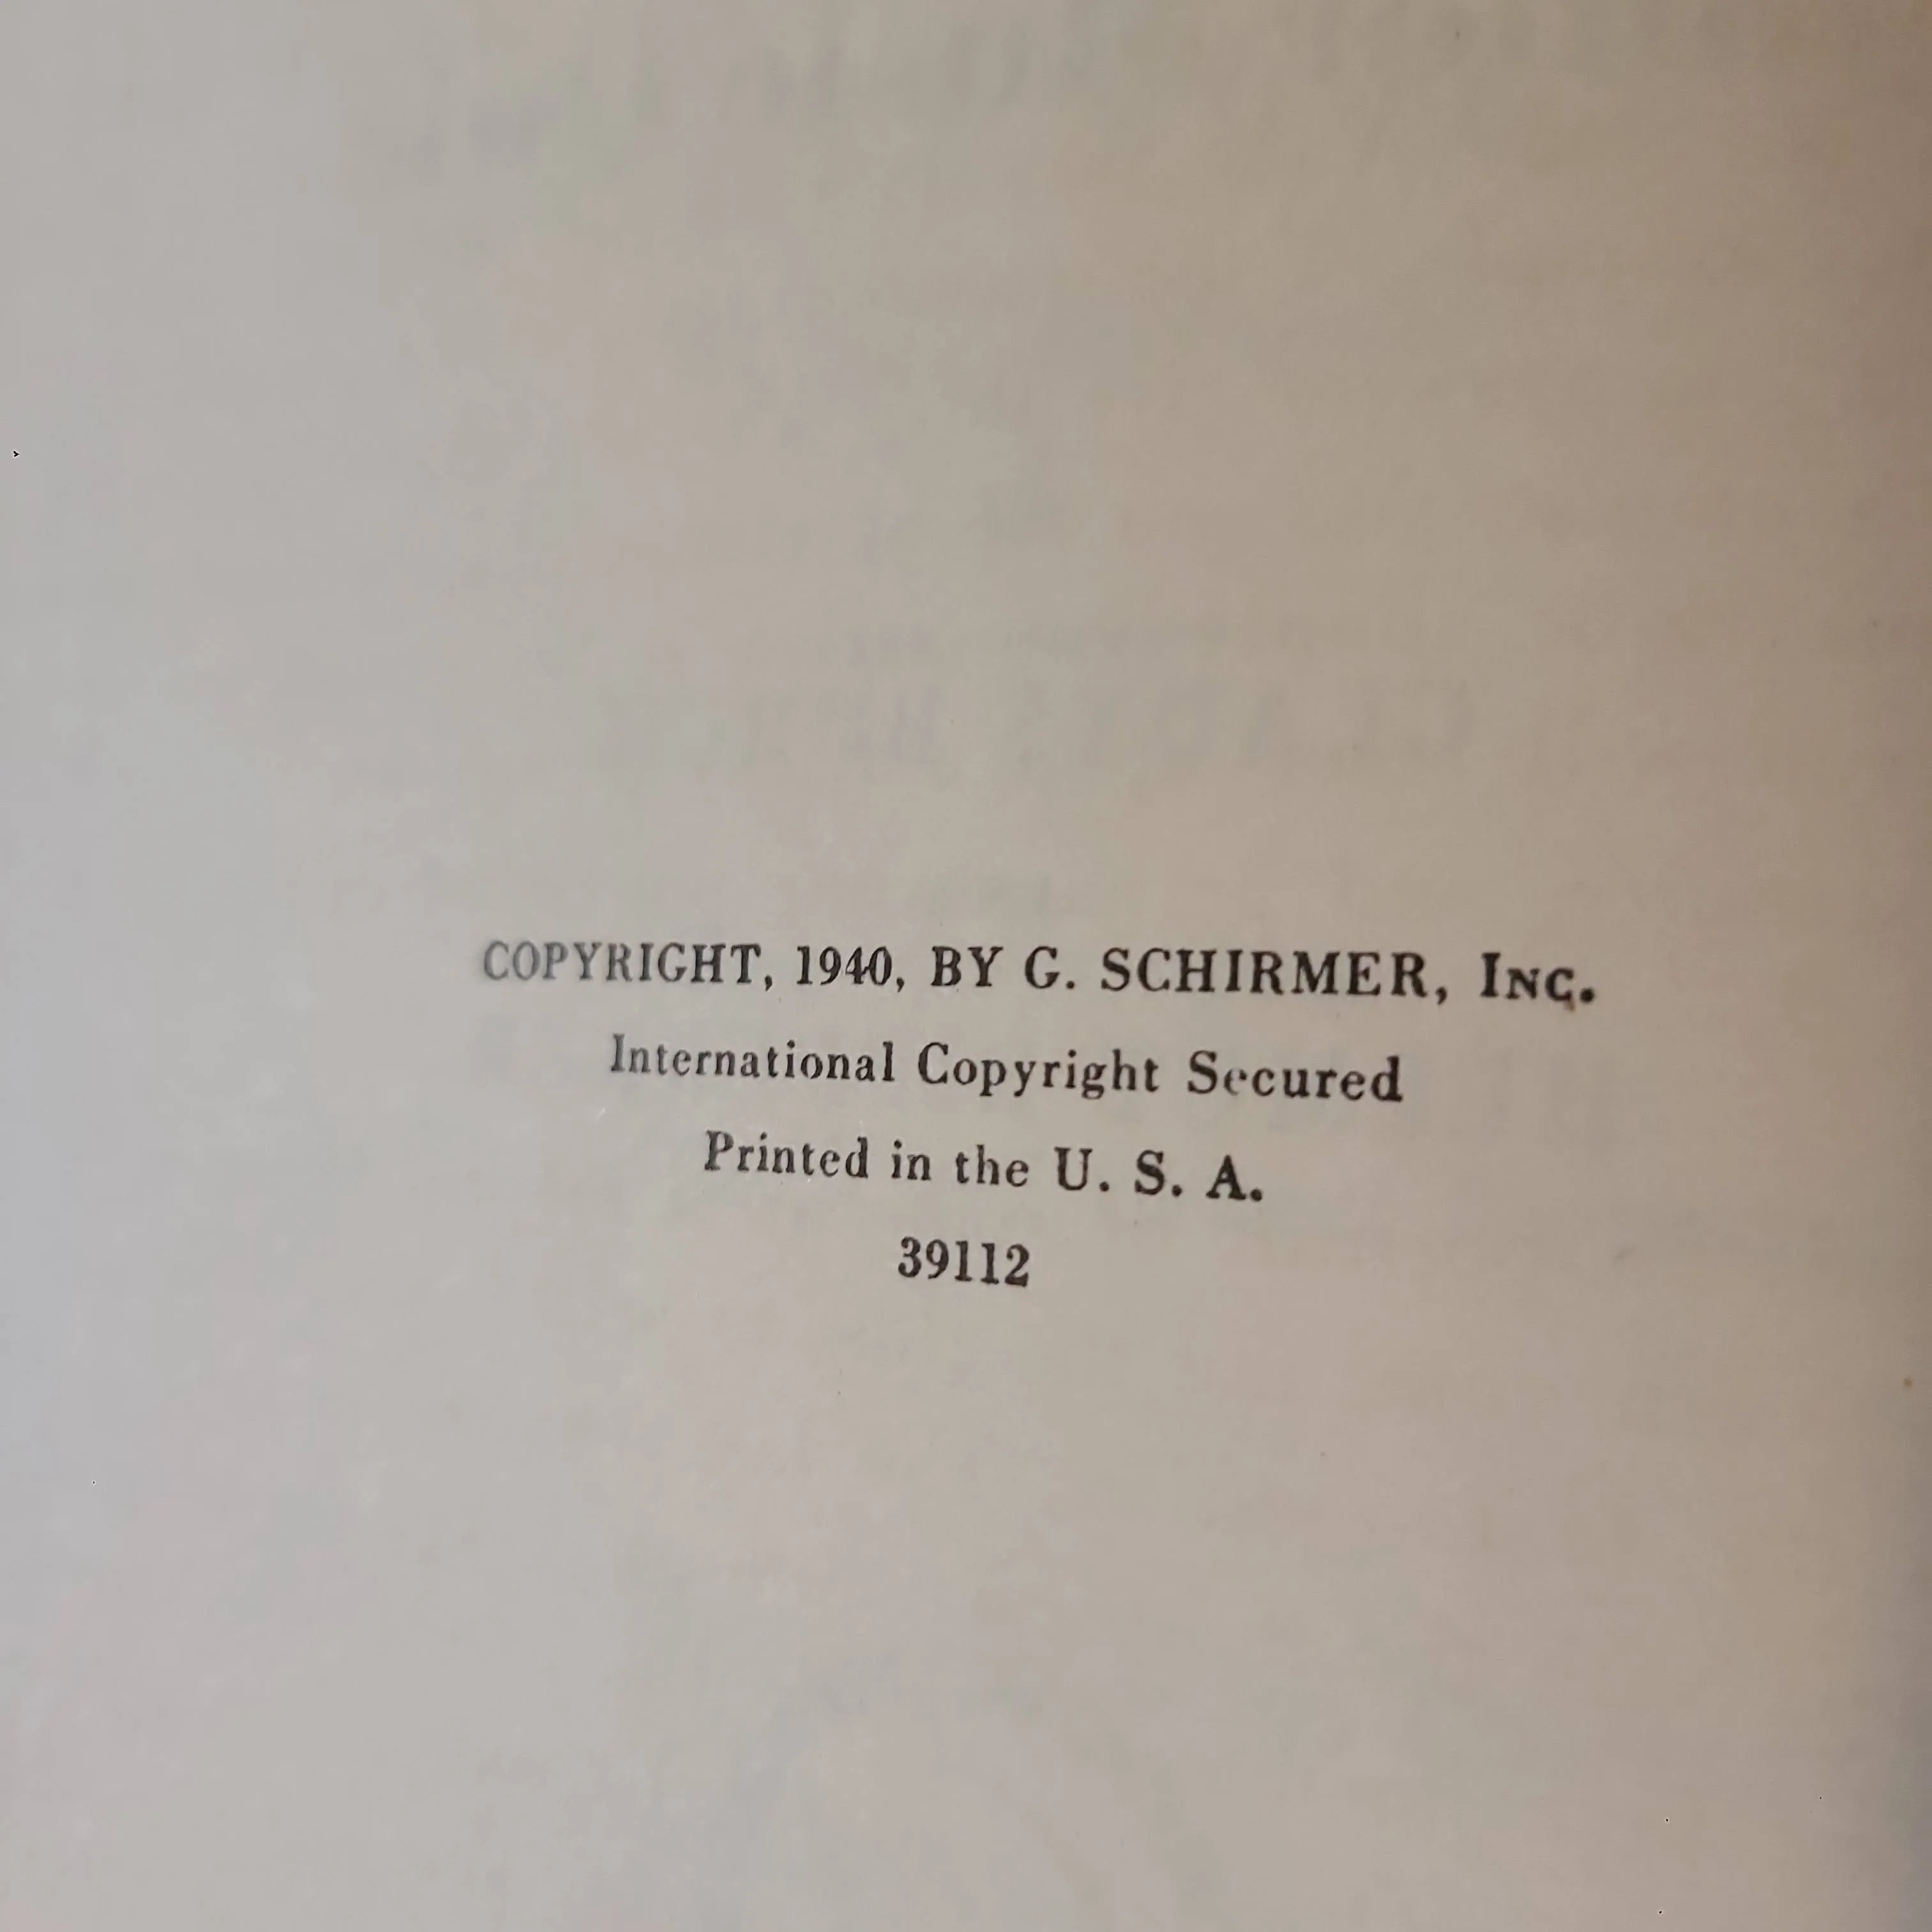 COPYRIGHT, 1940, BY G. SCHIRMER, INC.
International Copyright Secured
Printed in the U. S. A.
39112